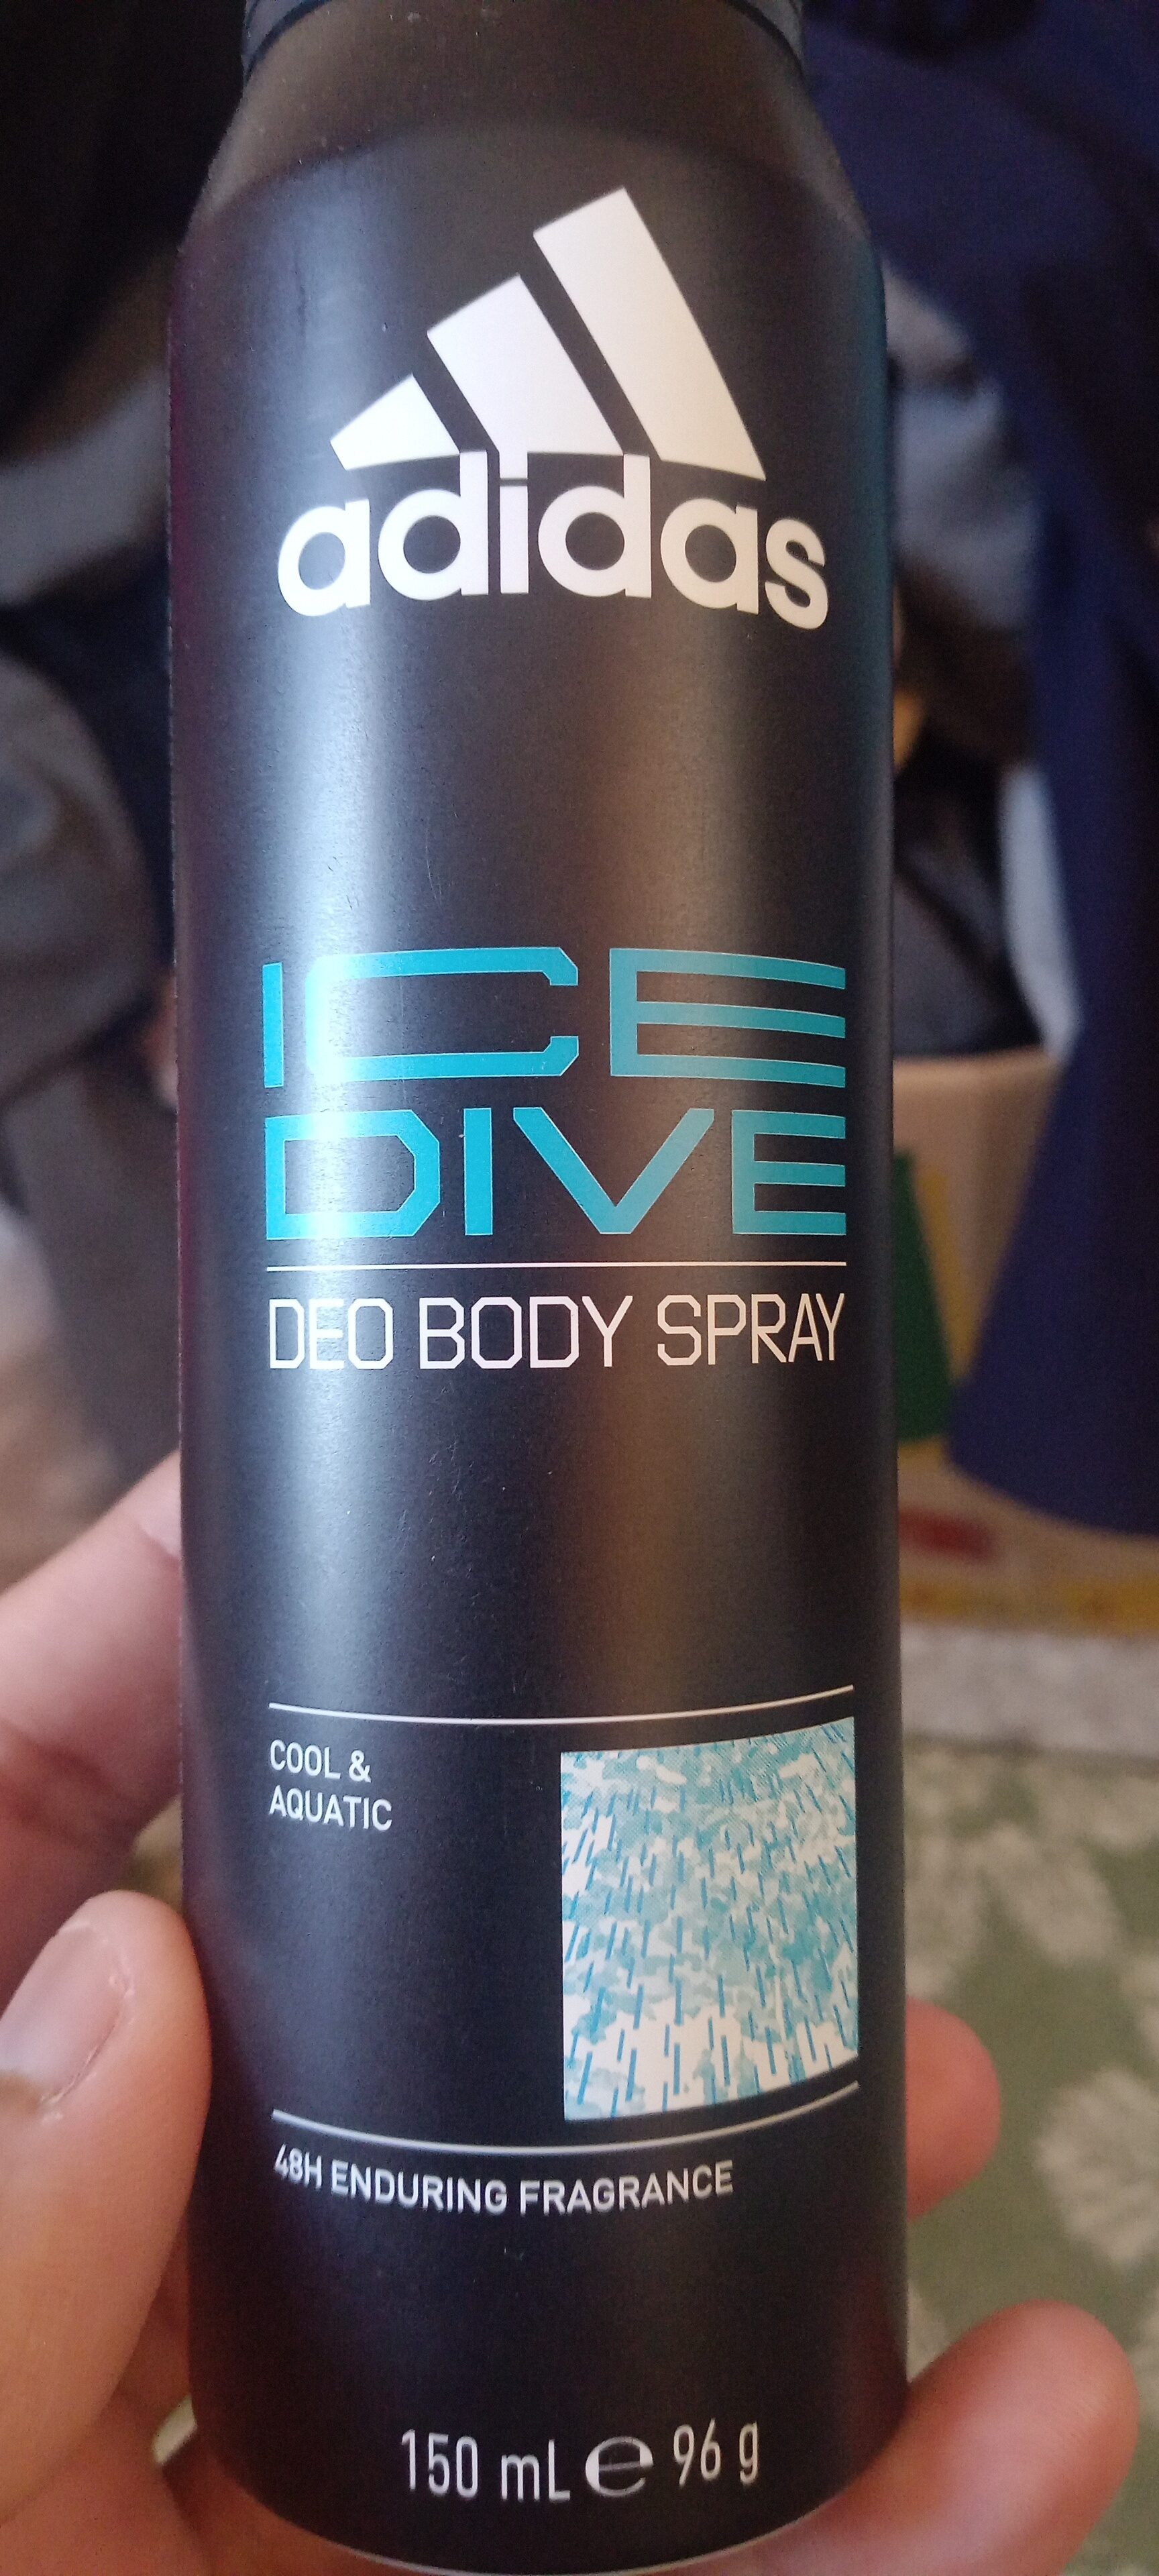 adidas
ICE
DIVE
DEO BODY SPRAY
COOL &
AQUATIC
48H ENDURING FRAGRANCE
150 mL ℮ 96 g